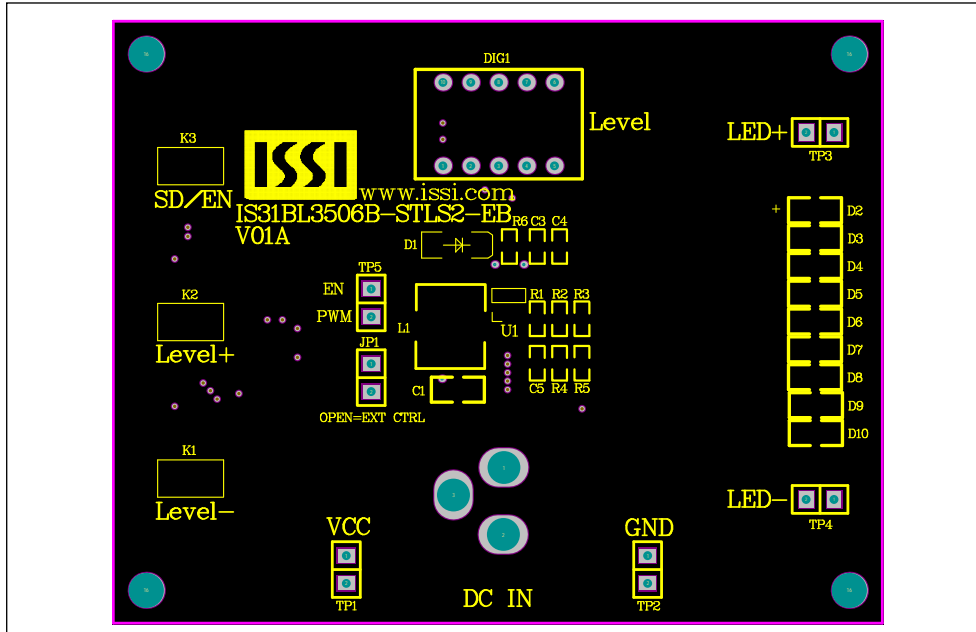 DIG1
Level
LED+
TP3
K3
SD/EN
ISSI
www.issi.com
IS31BL3506B-STLS2-EB
V01A
D1
R6 C3 C4
+
D2
D3
D4
D5
D6
D7
D8
D9
D10
TP5
EN
PWM
L1
U1
R1 R2 R3
K2
Level+
JP1
C1
C5 R4 R5
OPEN=EXT CTRL
K1
Level-
LED-
TP4
VCC
TP1
DC IN
GND
TP2